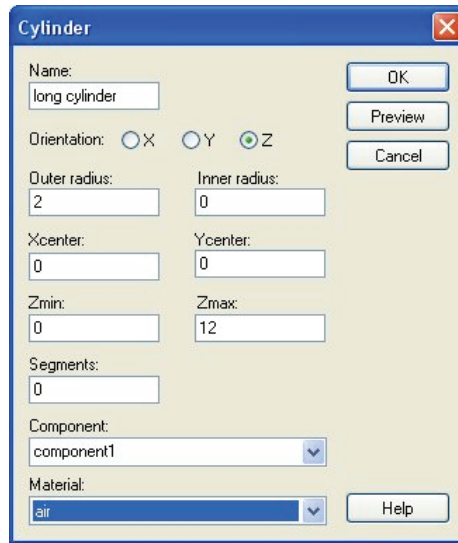 Cylinder
Name:
long cylinder
OK
Preview
Cancel
Orientation: X Y Z
Outer radius: Inner radius:
2 0
Xcenter: Ycenter:
0 0
Zmin: Zmax:
0 12
Segments:
0
Component:
component1
Material:
air
Help